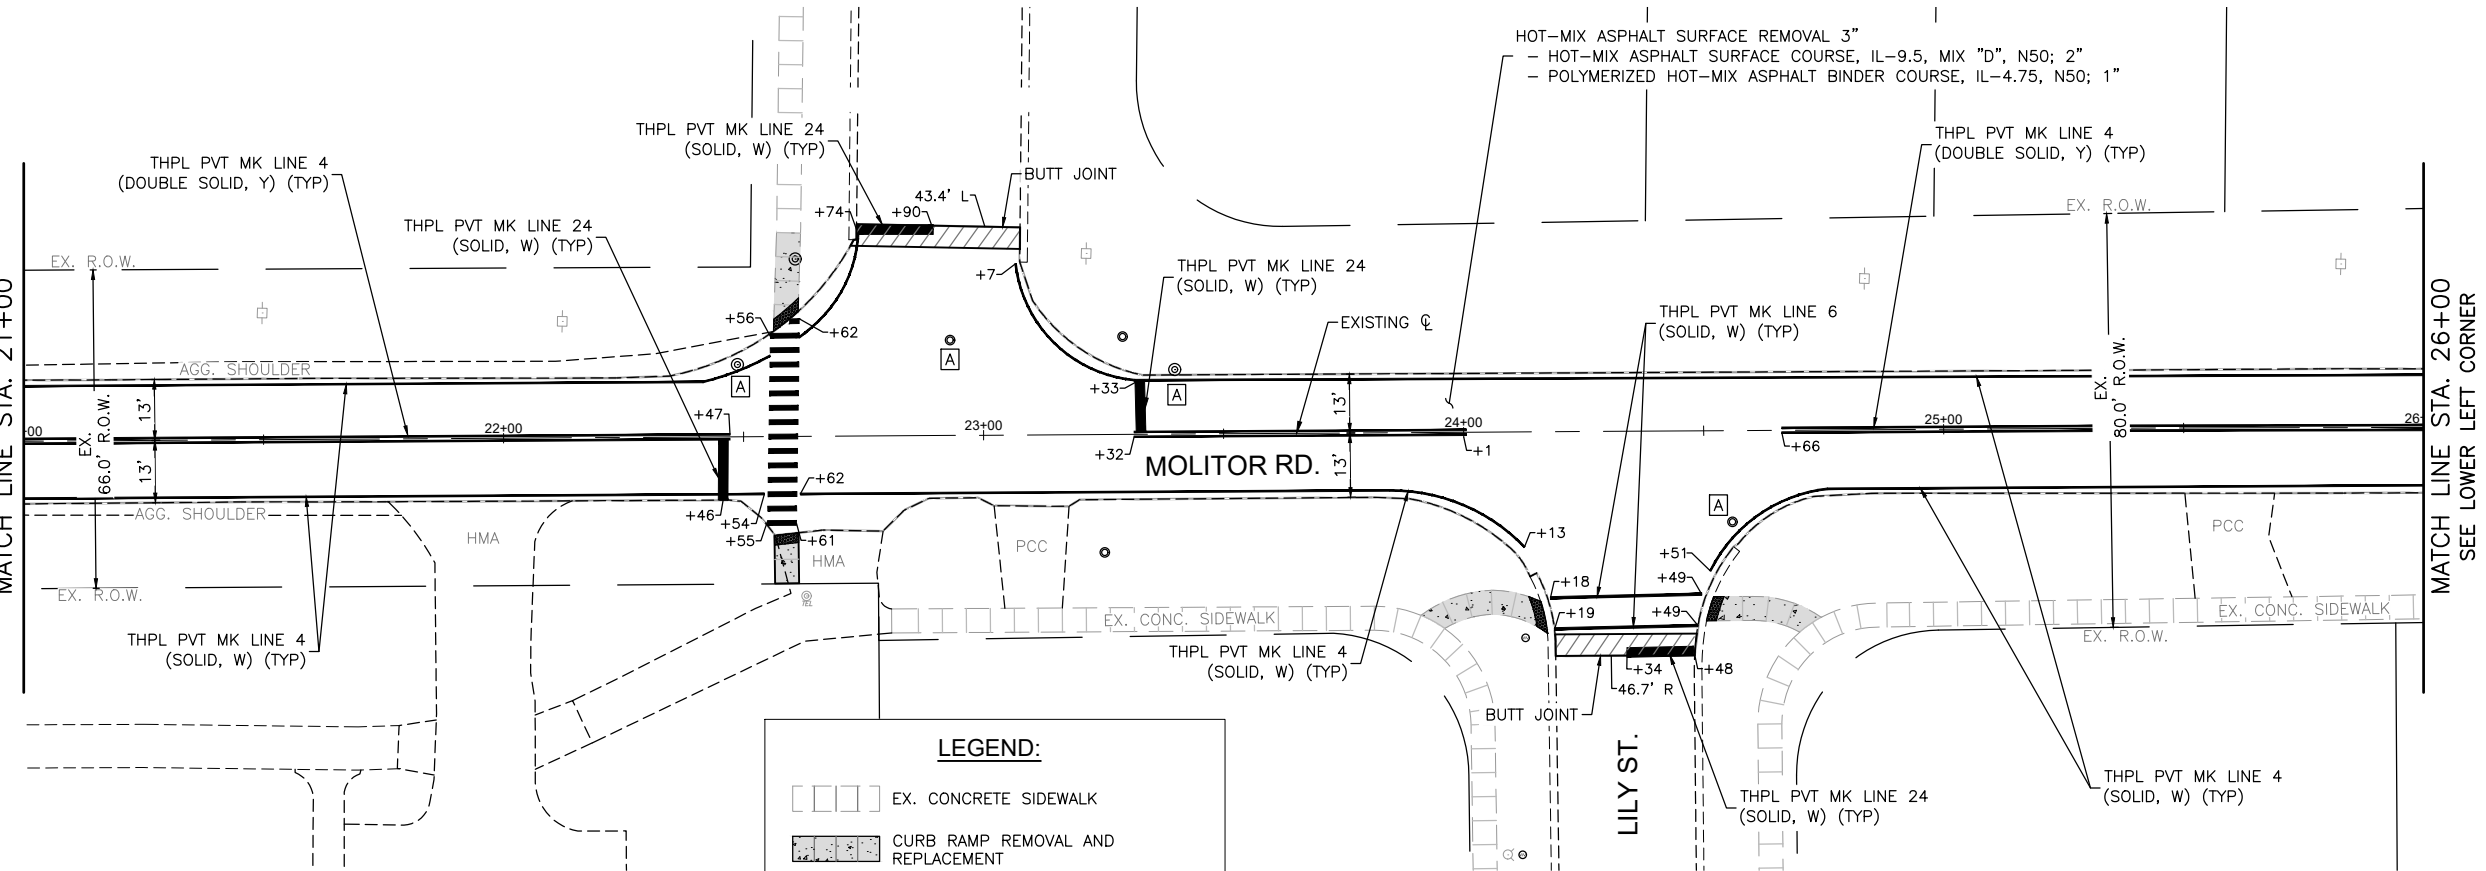 HOT-MIX ASPHALT SURFACE REMOVAL 3"
- HOT-MIX ASPHALT SURFACE COURSE, IL-9.5, MIX "D", N50; 2"
- POLYMERIZED HOT-MIX ASPHALT BINDER COURSE, IL-4.75, N50; 1"
THPL PVT MK LINE 24
(SOLID, W) (TYP)
THPL PVT MK LINE 4
(DOUBLE SOLID, Y) (TYP)
THPL PVT MK LINE 4
(DOUBLE SOLID, Y) (TYP)
BUTT JOINT
43.4' L
+74
+90
THPL PVT MK LINE 24
(SOLID, W) (TYP)
EX. R.O.W.
EX. R.O.W.
+7
THPL PVT MK LINE 24
(SOLID, W) (TYP)
THPL PVT MK LINE 6
(SOLID, W) (TYP)
EXISTING ℄
+56
+62
A
A
A
AGG. SHOULDER
+33
13'
13'
+47
00
22+00
23+00
24+00
25+00
26+
EX.
66.0' R.O.W.
EX.
80.0' R.O.W.
+32
+1
+66
MOLITOR RD.
13'
13'
+62
+46
+54
+55
+61
AGG. SHOULDER
HMA
HMA
PCC
PCC
A
+13
+51
+18
+49
+19
+49
EX. R.O.W.
TEL
EX. CONC. SIDEWALK
EX. CONC. SIDEWALK
EX. R.O.W.
THPL PVT MK LINE 4
(SOLID, W) (TYP)
THPL PVT MK LINE 4
(SOLID, W) (TYP)
+34
+48
46.7' R
BUTT JOINT
LILY ST.
THPL PVT MK LINE 24
(SOLID, W) (TYP)
THPL PVT MK LINE 4
(SOLID, W) (TYP)
MATCH LINE STA. 21+00
MATCH LINE STA. 26+00
SEE LOWER LEFT CORNER
LEGEND:
EX. CONCRETE SIDEWALK
CURB RAMP REMOVAL AND
REPLACEMENT